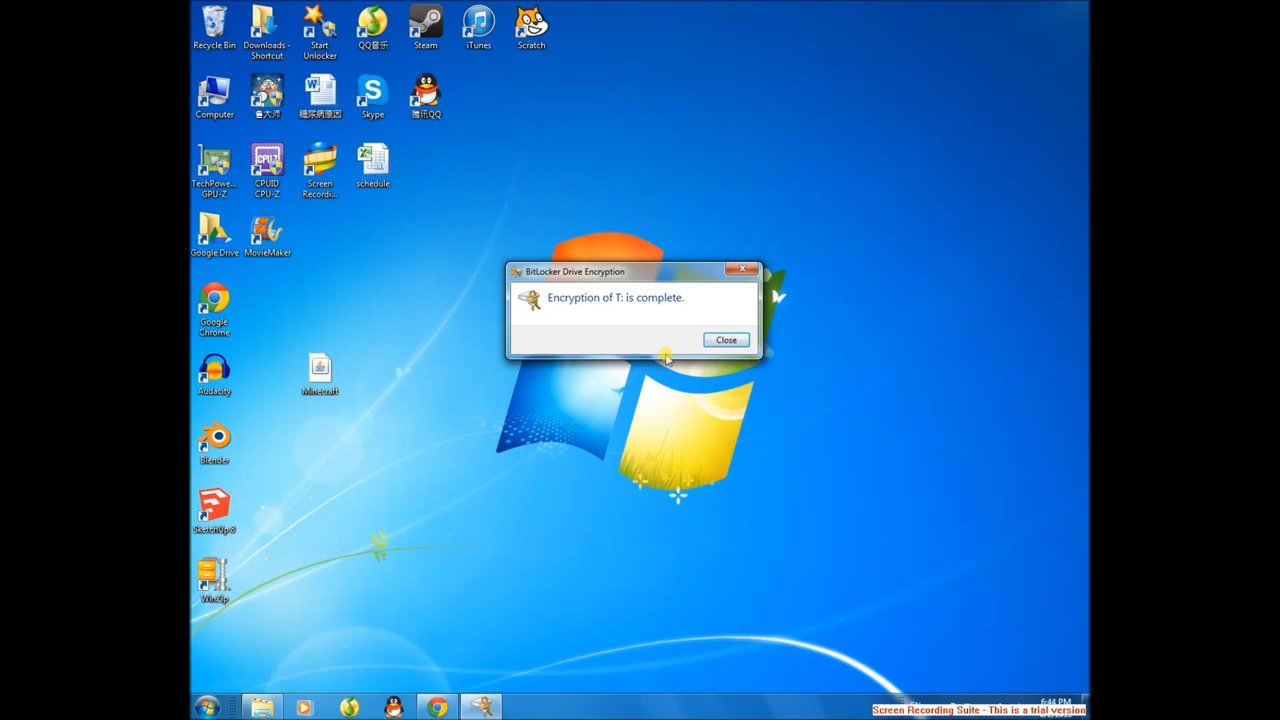 Recycle Bin
Downloads - Shortcut
Start Unlocker
QQ音乐
Steam
iTunes
Scratch
Computer
鲁大师
糖尿病原因
Skype
腾讯QQ
TechPowe... GPU-Z
CPUID CPU-Z
Screen Recordi...
schedule
Google Drive
MovieMaker
BitLocker Drive Encryption
Encryption of T: is complete.
Close
Google Chrome
Audacity
Minecraft
Blender
SketchUp 8
WinZip
6:44 PM
Screen Recording Suite - This is a trial version